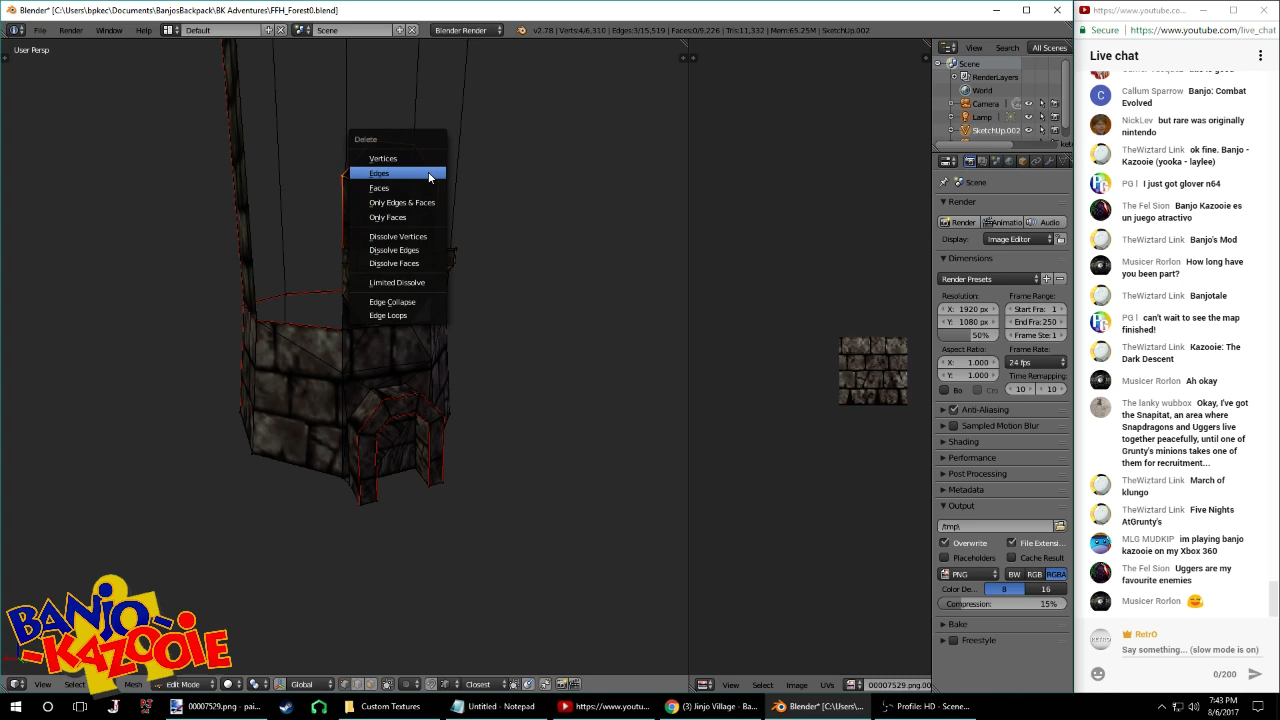 Blender* [C:\Users\bpkec\Documents\BanjosBackpack\BK Adventures\FFH_Forest0.blend]
File Render Window Help Default Scene Blender Render v2.78 | Verts:4/6,310 | Edges:3/15,519 | Faces:0/9,226 | Tris:11,332 | Mem:65.25M | SketchUp.002
User Persp
Delete
Vertices
Edges
Faces
Only Edges & Faces
Only Faces
Dissolve Vertices
Dissolve Edges
Dissolve Faces
Limited Dissolve
Edge Collapse
Edge Loops
View Search All Scenes
Scene
RenderLayers
World
Camera
Lamp
SketchUp.002
Scene
Render
Render Animatio Audio
Display: Image Editor
Dimensions
Render Presets
Resolution: Frame Range:
X: 1920 px Start Fra: 1
Y: 1080 px End Fra: 250
50% Frame Ste: 1
Aspect Ratio: Frame Rate:
X: 1.000 24 fps
Y: 1.000 Time Remapping:
Bo Cro 10 10
Anti-Aliasing
Sampled Motion Blur
Shading
Performance
Post Processing
Metadata
Output
/tmp\
Overwrite File Extensi...
Placeholders Cache Result
PNG BW RGB RGBA
Color De... 8 16
Compression: 15%
Bake
Freestyle
BANJO-
KAZOOIE
View Select Mesh Edit Mode Global Closest
View Select Image UVs 00007529.png
https://www.youtube.co...
Secure https://www.youtube.com/live_chat
Live chat
Callum Sparrow Banjo: Combat
Evolved
NickLev but rare was originally
nintendo
TheWiztard Link ok fine. Banjo -
Kazooie (yooka - laylee)
PG l I just got glover n64
The Fel Sion Banjo Kazooie es
un juego atractivo
TheWiztard Link Banjo's Mod
Musicer Rorlon How long have
you been part?
TheWiztard Link Banjotale
PG l can't wait to see the map
finished!
TheWiztard Link Kazooie: The
Dark Descent
Musicer Rorlon Ah okay
The lanky wubbox Okay, I've got
the Snapitat, an area where
Snapdragons and Uggers live
together peacefully, until one of
Grunty's minions takes one of
them for recruitment...
TheWiztard Link March of
klungo
TheWiztard Link Five Nights
AtGrunty's
MLG MUDKIP im playing banjo
kazooie on my Xbox 360
The Fel Sion Uggers are my
favourite enemies
Musicer Rorlon
RetrO
Say something... (slow mode is on)
0/200
00007529.png - pai... Custom Textures Untitled - Notepad https://www.youtube... (3) Jinjo Village - Ba... Blender* [C:\Users\... Profile: HD - Scene... 7:43 PM
8/6/2017